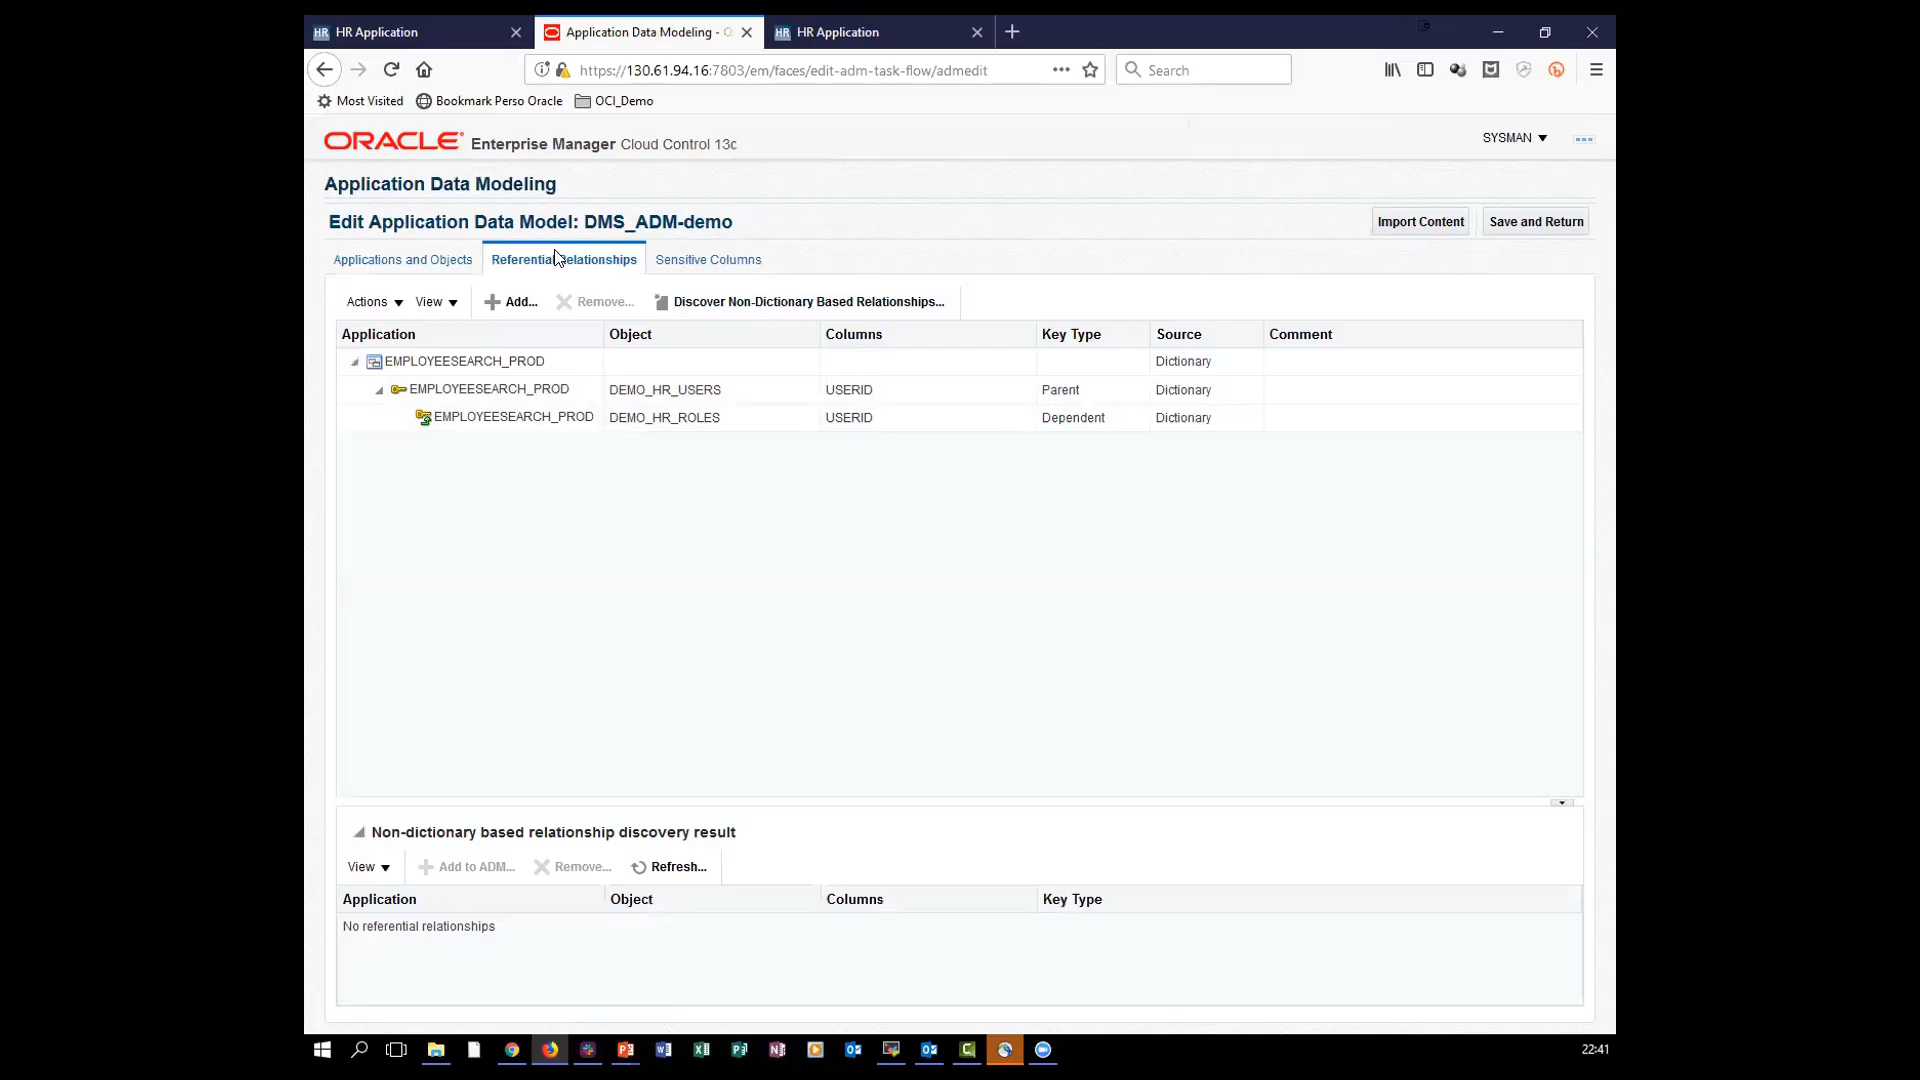 HR Application
Application Data Modeling - O
HR Application
https://130.61.94.16:7803/em/faces/edit-adm-task-flow/admedit
Search
Most Visited
Bookmark Perso Oracle
OCI_Demo
ORACLE Enterprise Manager Cloud Control 13c
SYSMAN
Application Data Modeling
Edit Application Data Model: DMS_ADM-demo
Import Content
Save and Return
Applications and Objects
Referential Relationships
Sensitive Columns
Actions View Add... Remove... Discover Non-Dictionary Based Relationships...
Application Object Columns Key Type Source Comment
EMPLOYEESEARCH_PROD Dictionary
EMPLOYEESEARCH_PROD DEMO_HR_USERS USERID Parent Dictionary
EMPLOYEESEARCH_PROD DEMO_HR_ROLES USERID Dependent Dictionary
Non-dictionary based relationship discovery result
View Add to ADM... Remove... Refresh...
Application Object Columns Key Type
No referential relationships
22:41